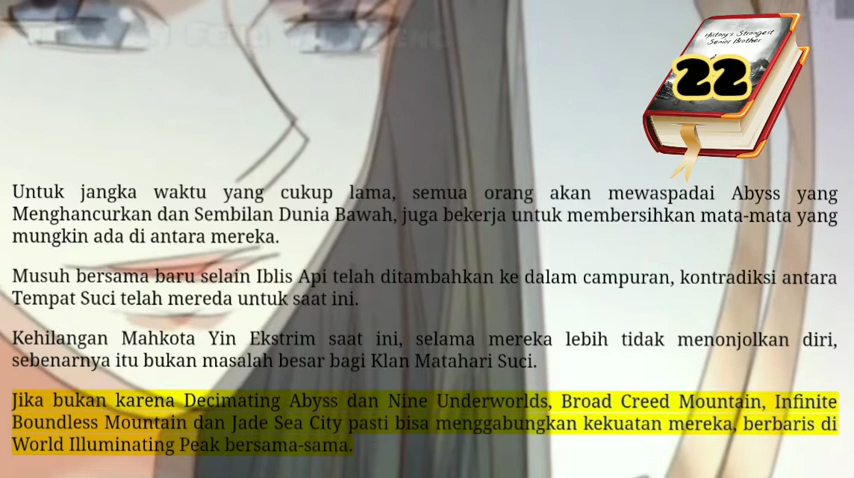 History's Strongest
Senior Brother
22
Untuk jangka waktu yang cukup lama, semua orang akan mewaspadai Abyss yang
Menghancurkan dan Sembilan Dunia Bawah, juga bekerja untuk membersihkan mata-mata yang
mungkin ada di antara mereka.
Musuh bersama baru selain Iblis Api telah ditambahkan ke dalam campuran, kontradiksi antara
Tempat Suci telah mereda untuk saat ini.
Kehilangan Mahkota Yin Ekstrim saat ini, selama mereka lebih tidak menonjolkan diri,
sebenarnya itu bukan masalah besar bagi Klan Matahari Suci.
Jika bukan karena Decimating Abyss dan Nine Underworlds, Broad Creed Mountain, Infinite
Boundless Mountain dan Jade Sea City pasti bisa menggabungkan kekuatan mereka, berbaris di
World Illuminating Peak bersama-sama.